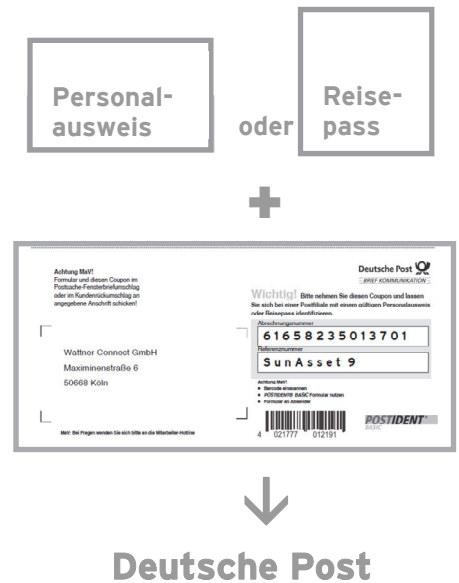 Personal-
ausweis
oder
Reise-
pass
+
Achtung MaV!
Formular und diesen Coupon im
Postsache-Fensterbriefumschlag
oder im Kundenrückumschlag an
angegebene Anschrift schicken!
Wattner Connect GmbH
Maximinenstraße 6
50668 Köln
MaV: Bei Fragen wenden Sie sich bitte an die Mitarbeiter-Hotline
Deutsche Post
BRIEF KOMMUNIKATION
Wichtig! Bitte nehmen Sie diesen Coupon und lassen
Sie sich bei einer Postfiliale mit einem gültigen Personalausweis
oder Reisepass identifizieren.
Abrechnungsnummer
61658235013701
Referenznummer
SunAsset 9
Achtung MaV!
• Barcode einscannen
• POSTIDENT® BASIC Formular nutzen
• Formular an Absender
4 021777 012191
POSTIDENT®
BASIC
Deutsche Post